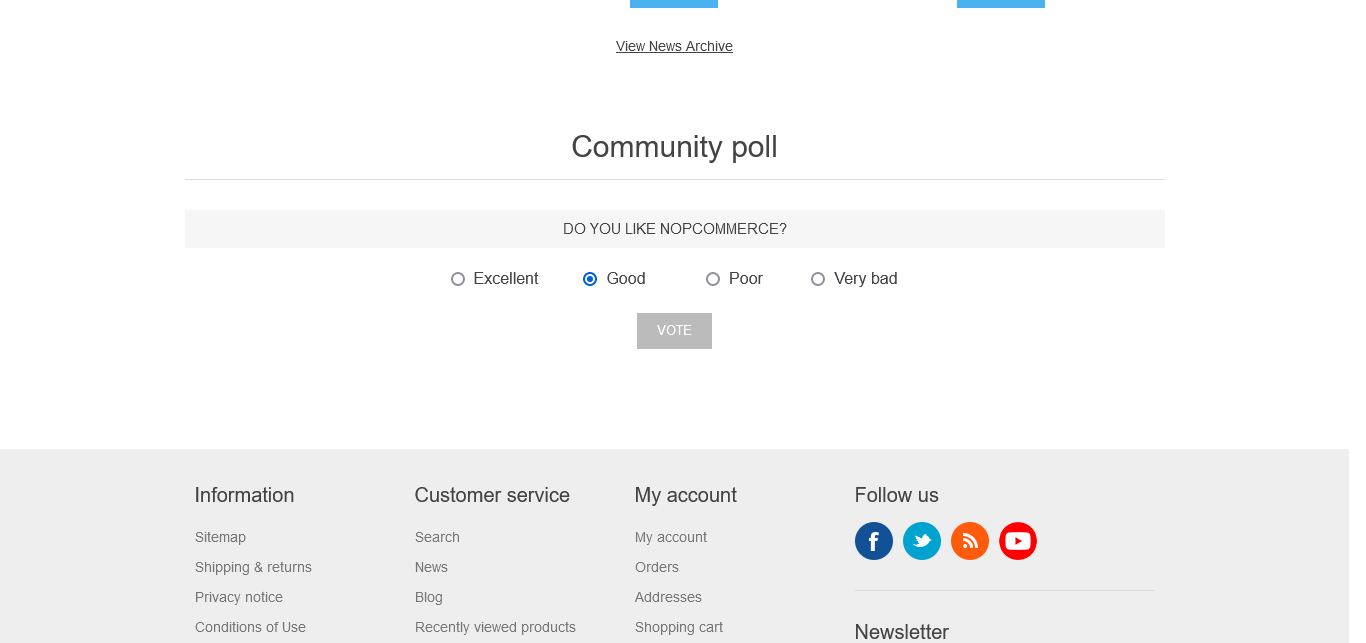 View News Archive
Community poll
DO YOU LIKE NOPCOMMERCE?
Excellent Good Poor Very bad
VOTE
Information Customer service My account Follow us
Sitemap Search My account
Shipping & returns News Orders
Privacy notice Blog Addresses
Conditions of Use Recently viewed products Shopping cart Newsletter